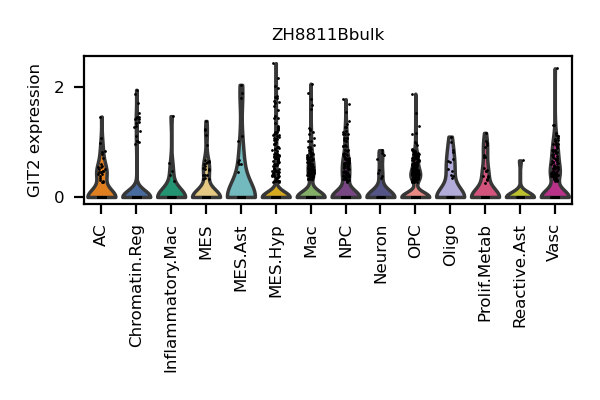 ZH8811Bbulk
GIT2 expression
2
0
AC
Chromatin.Reg
Inflammatory.Mac
MES
MES.Ast
MES.Hyp
Mac
NPC
Neuron
OPC
Oligo
Prolif.Metab
Reactive.Ast
Vasc